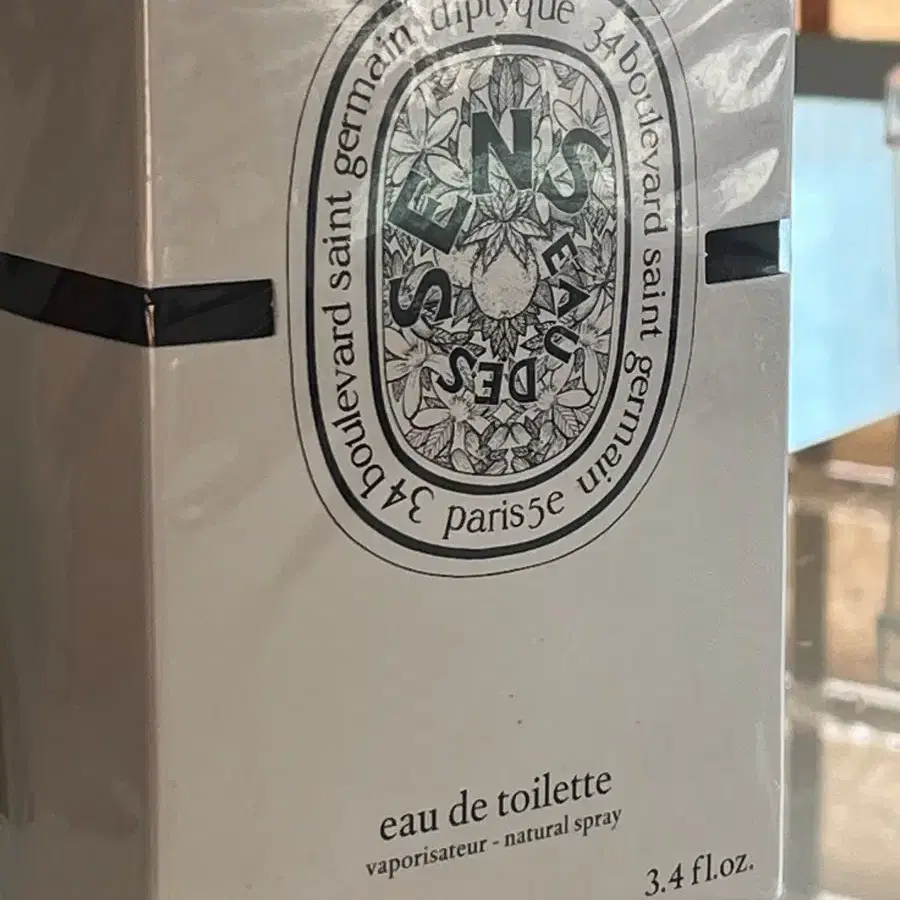 diptyque 34 boulevard saint germain paris5e 34 boulevard saint germain
EAU DES SENS
eau de toilette
vaporisateur - natural spray
3.4 fl.oz.